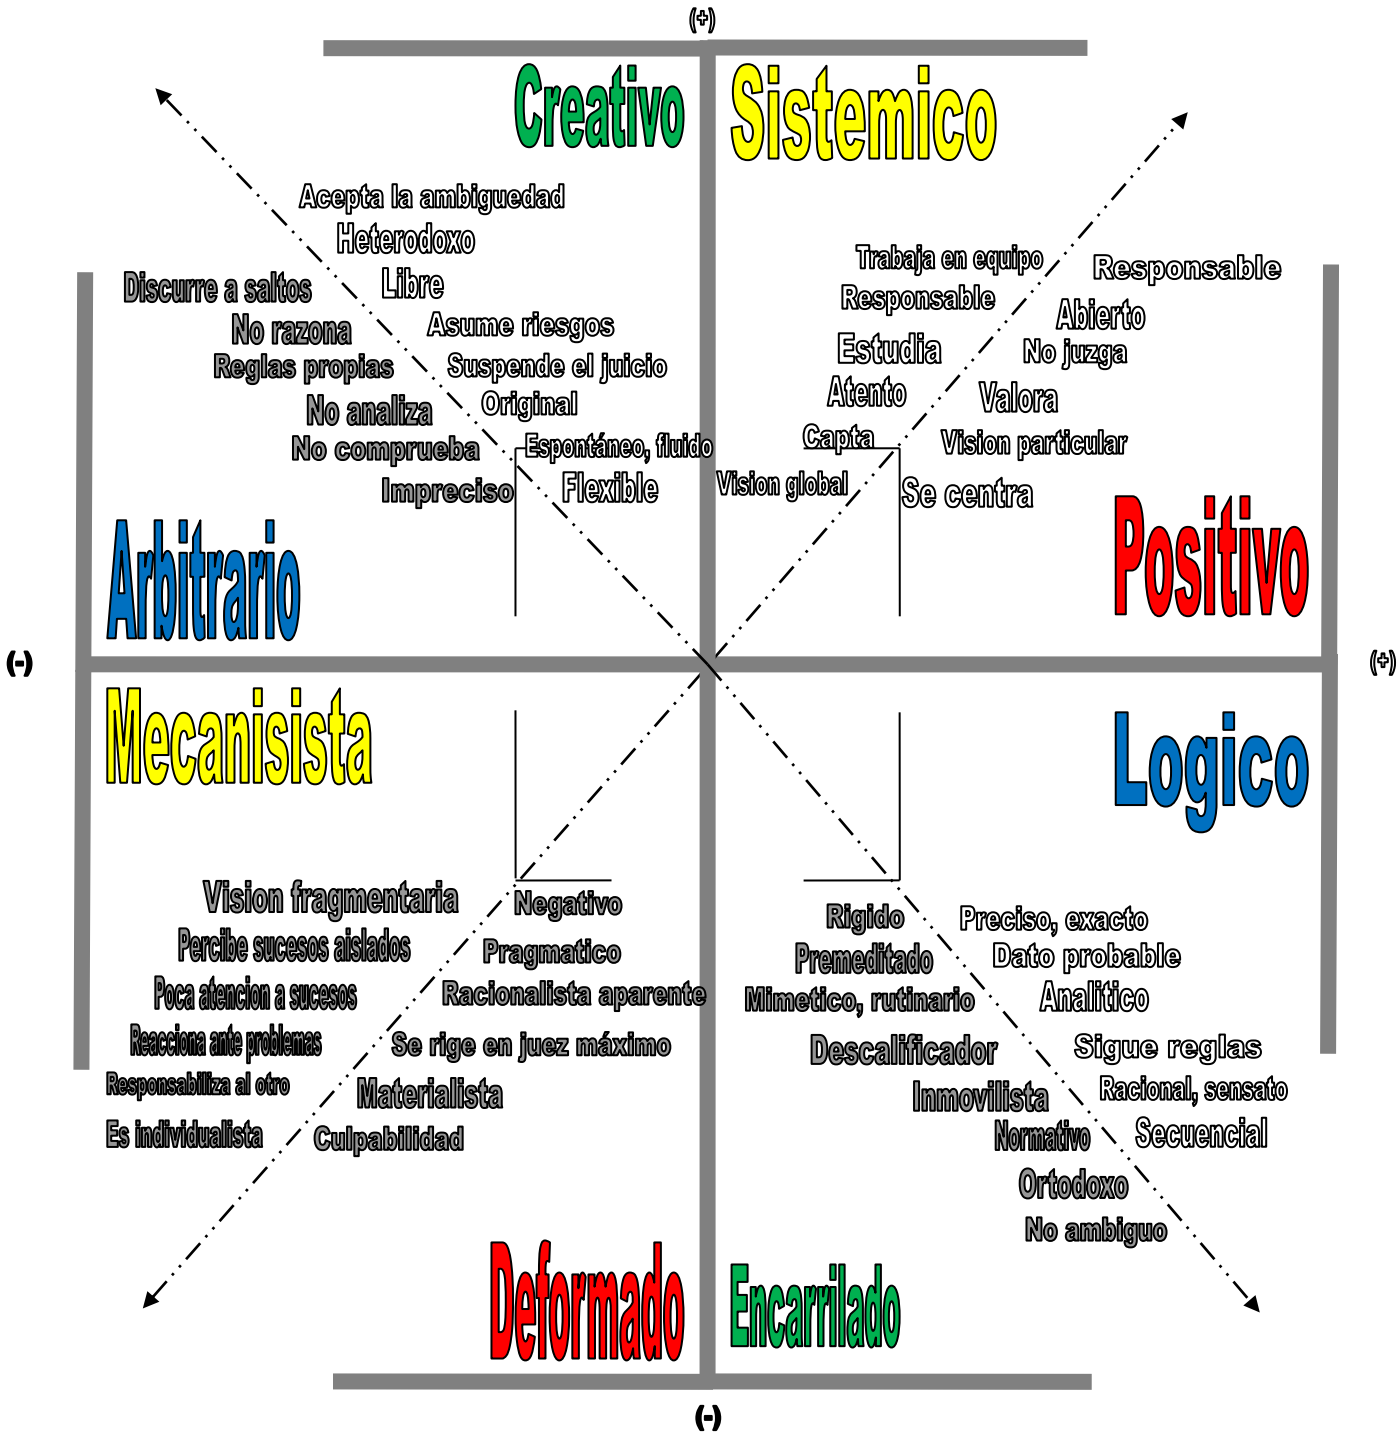 (+)
Creativo
Sistemico
Acepta la ambiguedad
Heterodoxo
Libre
Asume riesgos
Suspende el juicio
Original
Espontáneo, fluido
Flexible
Discurre a saltos
No razona
Reglas propias
No analiza
No comprueba
Impreciso
Arbitrario
Trabaja en equipo
Responsable
Estudia
Atento
Capta
Vision global
Responsable
Abierto
No juzga
Valora
Vision particular
Se centra
Positivo
(-)
(+)
Mecanisista
Logico
Vision fragmentaria
Percibe sucesos aislados
Poca atencion a sucesos
Reacciona ante problemas
Responsabiliza al otro
Es individualista
Negativo
Pragmatico
Racionalista aparente
Se rige en juez máximo
Materialista
Culpabilidad
Deformado
Rigido
Premeditado
Mimetico, rutinario
Descalificador
Inmovilista
Normativo
Ortodoxo
No ambiguo
Preciso, exacto
Dato probable
Analitico
Sigue reglas
Racional, sensato
Secuencial
Encarrilado
(-)